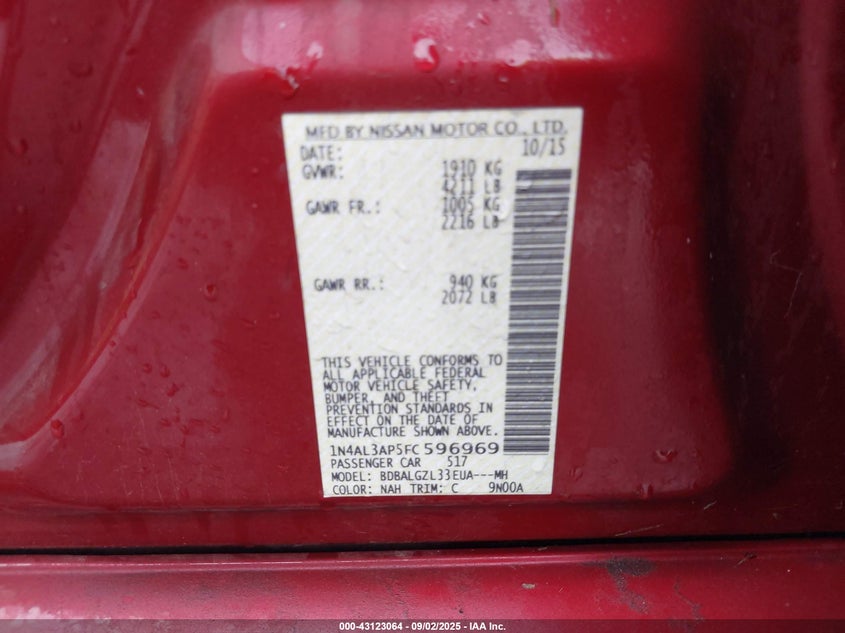 MFD BY NISSAN MOTOR CO., LTD.
DATE: 10/15
GVWR: 1910 KG
4211 LB
GAWR FR.: 1005 KG
2216 LB
GAWR RR.: 940 KG
2072 LB
THIS VEHICLE CONFORMS TO
ALL APPLICABLE FEDERAL
MOTOR VEHICLE SAFETY,
BUMPER, AND THEFT
PREVENTION STANDARDS IN
EFFECT ON THE DATE OF
MANUFACTURE SHOWN ABOVE.
1N4AL3AP5FC596969
PASSENGER CAR 517
MODEL: BDBALGZL33EUA---MH
COLOR: NAH TRIM: C 9N00A
000-43123064 - 09/02/2025 - IAA Inc.